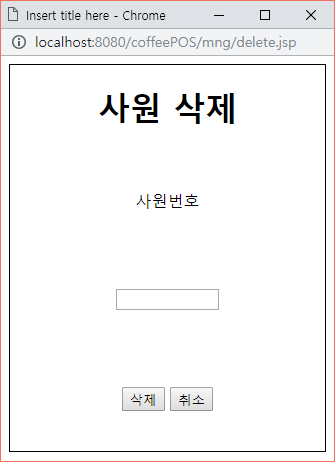 Insert title here - Chrome
localhost:8080/coffeePOS/mng/delete.jsp
사원 삭제
사원번호
삭제 취소